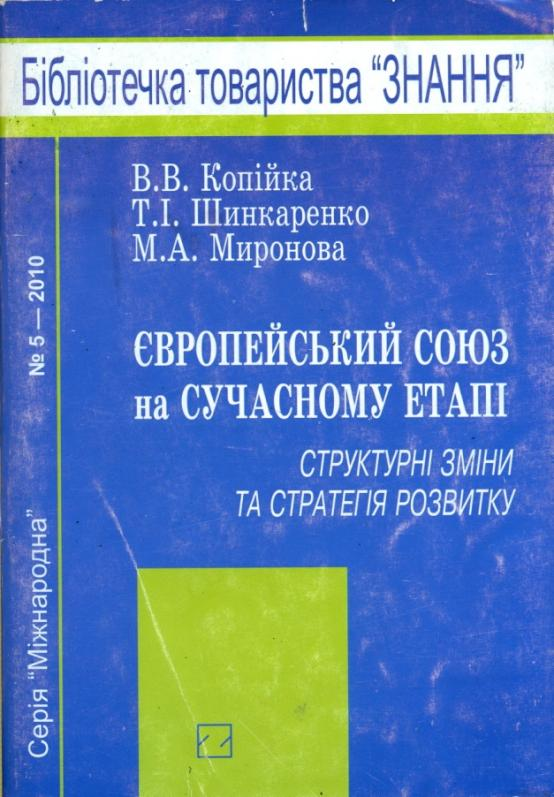 Бібліотечка товариства “ЗНАННЯ”
В.В. Копійка
Т.І. Шинкаренко
М.А. Миронова
ЄВРОПЕЙСЬКИЙ СОЮЗ
на СУЧАСНОМУ ЕТАПІ
СТРУКТУРНІ ЗМІНИ
ТА СТРАТЕГІЯ РОЗВИТКУ
Серія “Міжнародна” № 5 — 2010